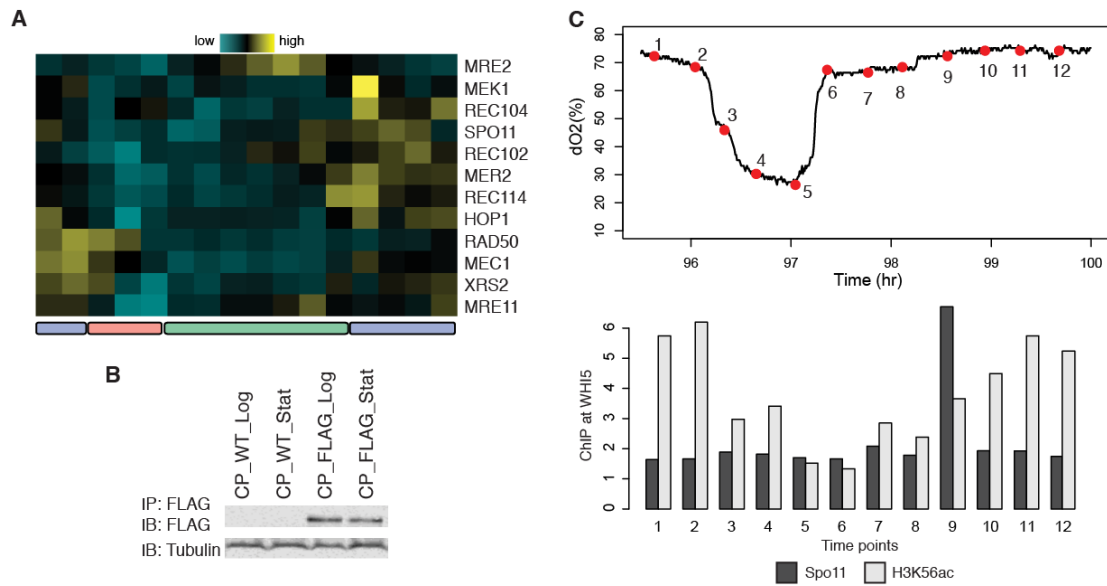 A
low high
MRE2
MEK1
REC104
SPO11
REC102
MER2
REC114
HOP1
RAD50
MEC1
XRS2
MRE11
B
CP_WT_Log
CP_WT_Stat
CP_FLAG_Log
CP_FLAG_Stat
IP: FLAG
IB: FLAG
IB: Tubulin
C
dO2(%)
80
70
60
50
40
30
20
10
1 2 3 4 5 6 7 8 9 10 11 12
96 97 98 99 100
Time (hr)
ChIP at WHI5
6
5
4
3
2
1
0
1 2 3 4 5 6 7 8 9 10 11 12
Time points
Spo11 H3K56ac